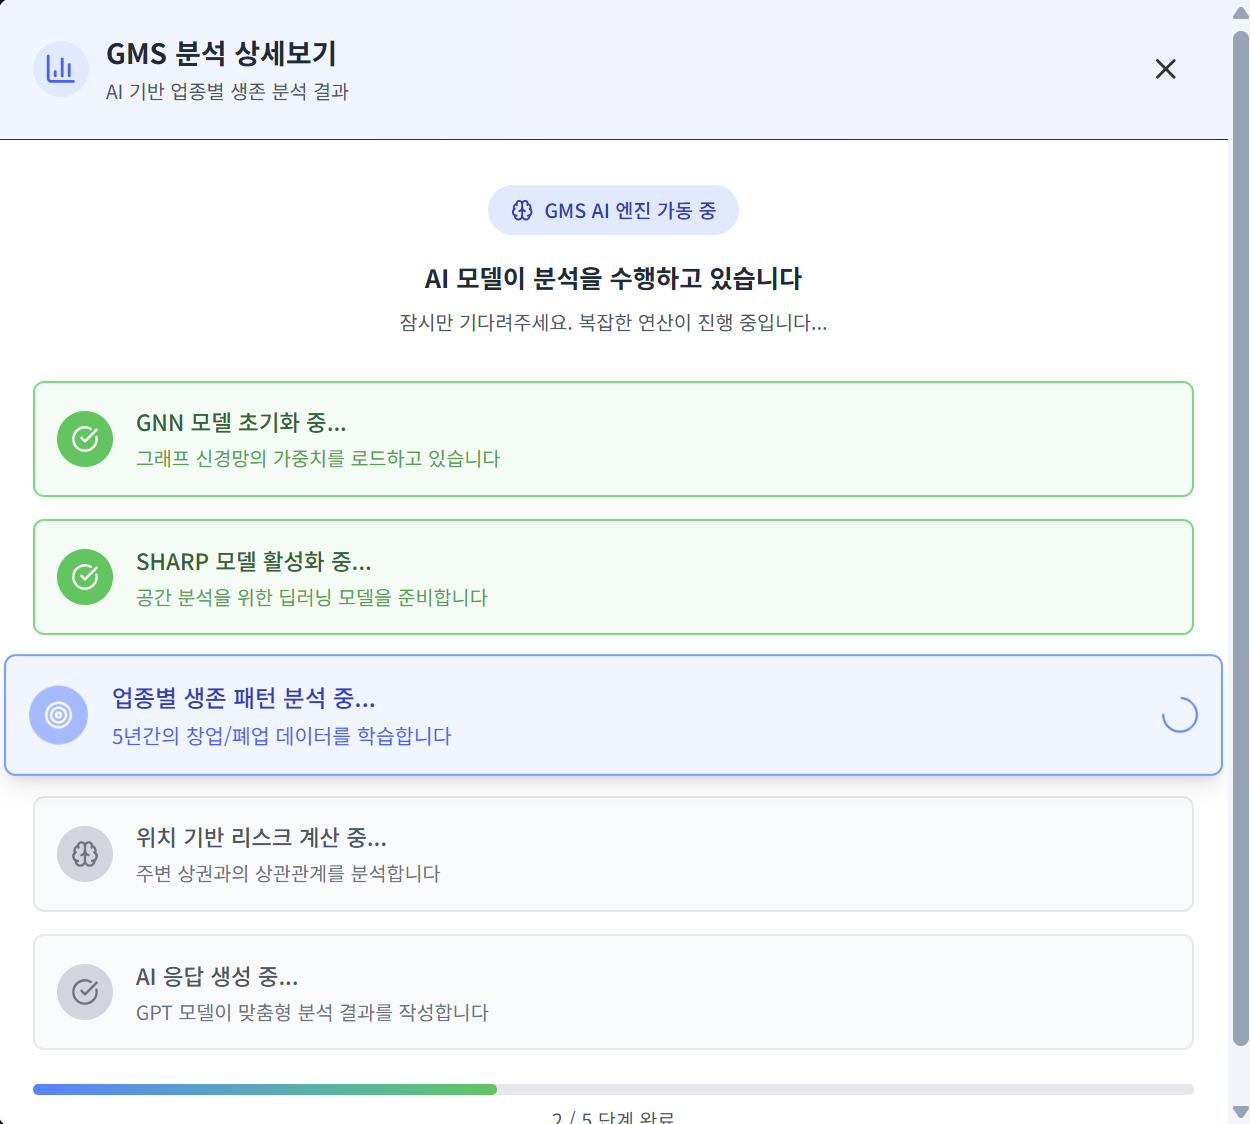 GMS 분석 상세보기
AI 기반 업종별 생존 분석 결과
GMS AI 엔진 가동 중
AI 모델이 분석을 수행하고 있습니다
잠시만 기다려주세요. 복잡한 연산이 진행 중입니다...
GNN 모델 초기화 중...
그래프 신경망의 가중치를 로드하고 있습니다
SHARP 모델 활성화 중...
공간 분석을 위한 딥러닝 모델을 준비합니다
업종별 생존 패턴 분석 중...
5년간의 창업/폐업 데이터를 학습합니다
위치 기반 리스크 계산 중...
주변 상권과의 상관관계를 분석합니다
AI 응답 생성 중...
GPT 모델이 맞춤형 분석 결과를 작성합니다
2 / 5 단계 완료